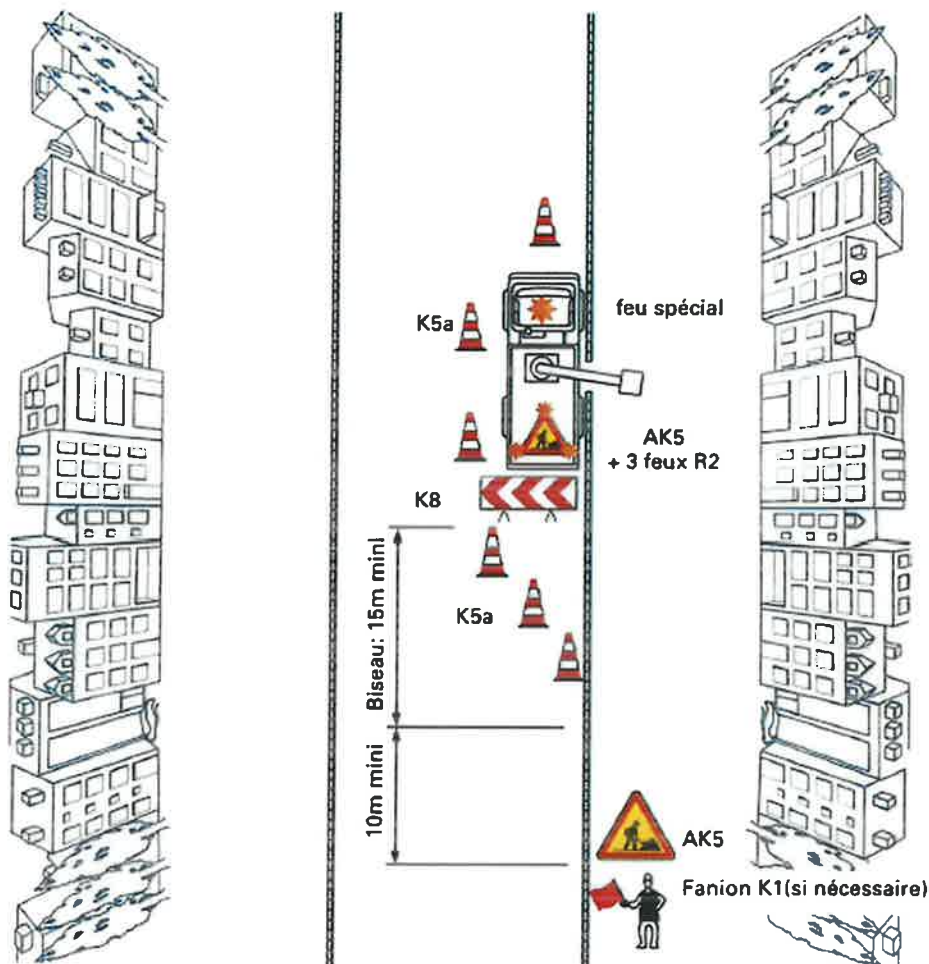 K5a
feu spécial
AK5
+ 3 feux R2
K8
K5a
Biseau: 15m mini
10m mini
AK5
Fanion K1(si nécessaire)